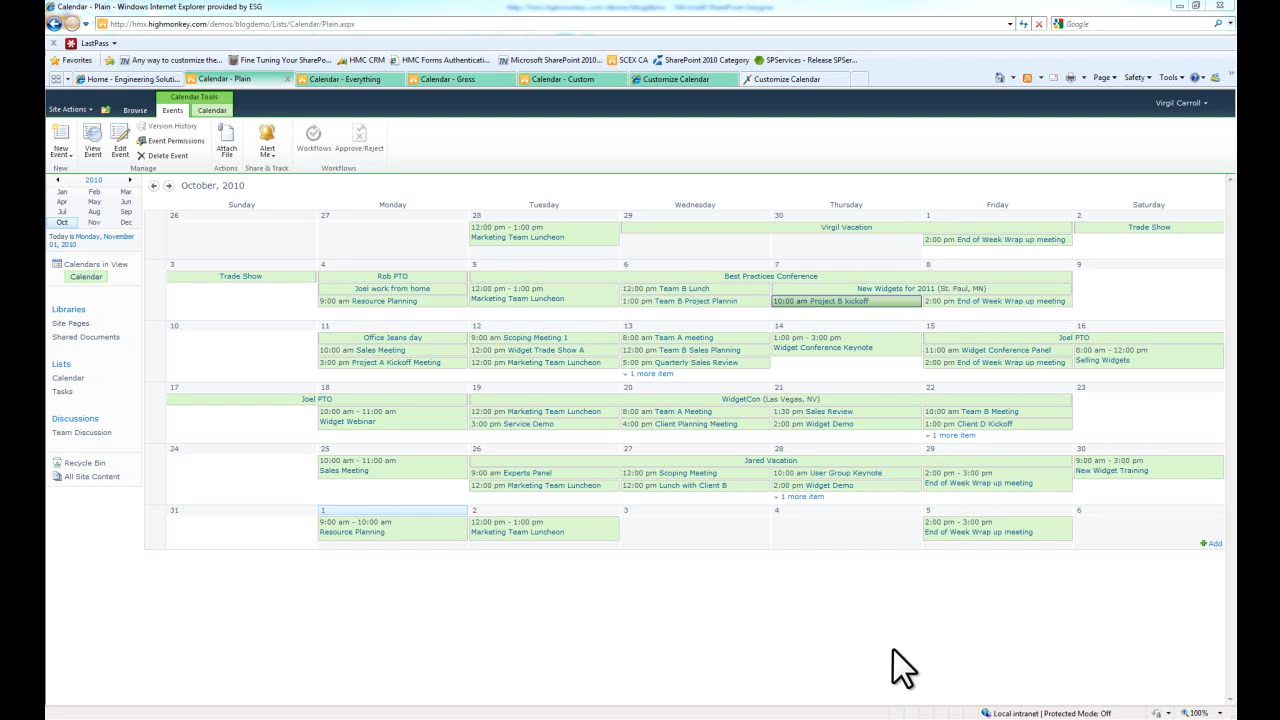 Calendar - Plain - Windows Internet Explorer provided by ESG
http://hmx.highmonkey.com/demos/blogdemo/Lists/Calendar/Plain.aspx
Google
LastPass
Favorites Any way to customize the... Fine Tuning Your SharePo... HMC CRM HMC Forms Authenticati... Microsoft SharePoint 2010... SCEX CA SharePoint 2010 Category SPServices - Release SPSer...
Home - Engineering Soluti... Calendar - Plain Calendar - Everything Calendar - Gross Calendar - Custom Customize Calendar Customize Calendar Page Safety Tools
Calendar Tools
Site Actions Browse Events Calendar Virgil Carroll
New Event View Event Edit Event Version History Event Permissions Delete Event Attach File Alert Me Workflows Approve/Reject
New Manage Actions Share & Track Workflows
2010
Jan Feb Mar
Apr May Jun
Jul Aug Sep
Oct Nov Dec
Today is Monday, November 01, 2010
Calendars in View
Calendar
Libraries
Site Pages
Shared Documents
Lists
Calendar
Tasks
Discussions
Team Discussion
Recycle Bin
All Site Content
October, 2010
Sunday Monday Tuesday Wednesday Thursday Friday Saturday
26 27 28 29 30 1 2
12:00 pm - 1:00 pm Virgil Vacation Trade Show
Marketing Team Luncheon 2:00 pm End of Week Wrap up meeting
3 4 5 6 7 8 9
Trade Show Rob PTO Best Practices Conference
Joel work from home 12:00 pm - 1:00 pm 12:00 pm Team B Lunch New Widgets for 2011 (St. Paul, MN)
9:00 am Resource Planning Marketing Team Luncheon 1:00 pm Team B Project Plannin 10:00 am Project B kickoff 2:00 pm End of Week Wrap up meeting
10 11 12 13 14 15 16
Office Jeans day 9:00 am Scoping Meeting 1 8:00 am Team A meeting 1:00 pm - 3:00 pm Joel PTO
10:00 am Sales Meeting 12:00 pm Widget Trade Show A 12:00 pm Team B Sales Planning Widget Conference Keynote 11:00 am Widget Conference Panel 8:00 am - 12:00 pm
3:00 pm Project A Kickoff Meeting 12:00 pm Marketing Team Luncheon 5:00 pm Quarterly Sales Review 2:00 pm End of Week Wrap up meeting Selling Widgets
1 more item
17 18 19 20 21 22 23
Joel PTO WidgetCon (Las Vegas, NV)
10:00 am - 11:00 am 12:00 pm Marketing Team Luncheon 8:00 am Team A Meeting 1:30 pm Sales Review 10:00 am Team B Meeting
Widget Webinar 3:00 pm Service Demo 4:00 pm Client Planning Meeting 2:00 pm Widget Demo 1:00 pm Client D Kickoff
1 more item
24 25 26 27 28 29 30
10:00 am - 11:00 am Jared Vacation 9:00 am - 3:00 pm
Sales Meeting 9:00 am Experts Panel 12:00 pm Scoping Meeting 10:00 am User Group Keynote 2:00 pm - 3:00 pm New Widget Training
12:00 pm Marketing Team Luncheon 12:00 pm Lunch with Client B 2:00 pm Widget Demo End of Week Wrap up meeting
1 more item
31 1 2 3 4 5 6
9:00 am - 10:00 am 12:00 pm - 1:00 pm 2:00 pm - 3:00 pm
Resource Planning Marketing Team Luncheon End of Week Wrap up meeting
Add
Local intranet | Protected Mode: Off 100%